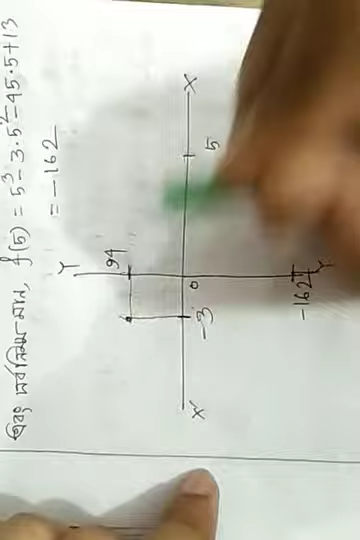 এবং সর্বনিম্ন মান, f(5) = 5³ − 3·5² − 45·5 + 13
= −162
Y
94
X'
−3
0
5
X
−162
Y'